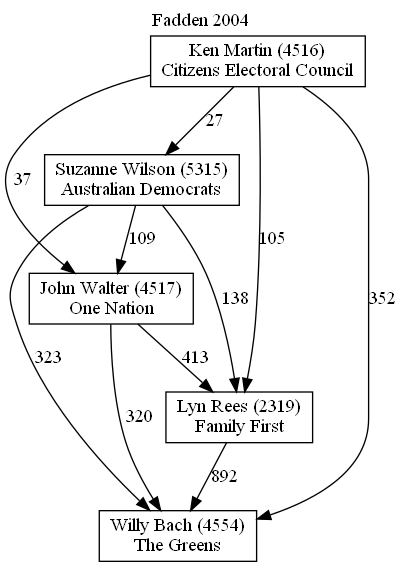 Fadden 2004
Ken Martin (4516)
Citizens Electoral Council
27
Suzanne Wilson (5315)
Australian Democrats
37
109
105
John Walter (4517)
One Nation
138
352
323
413
320
Lyn Rees (2319)
Family First
892
Willy Bach (4554)
The Greens